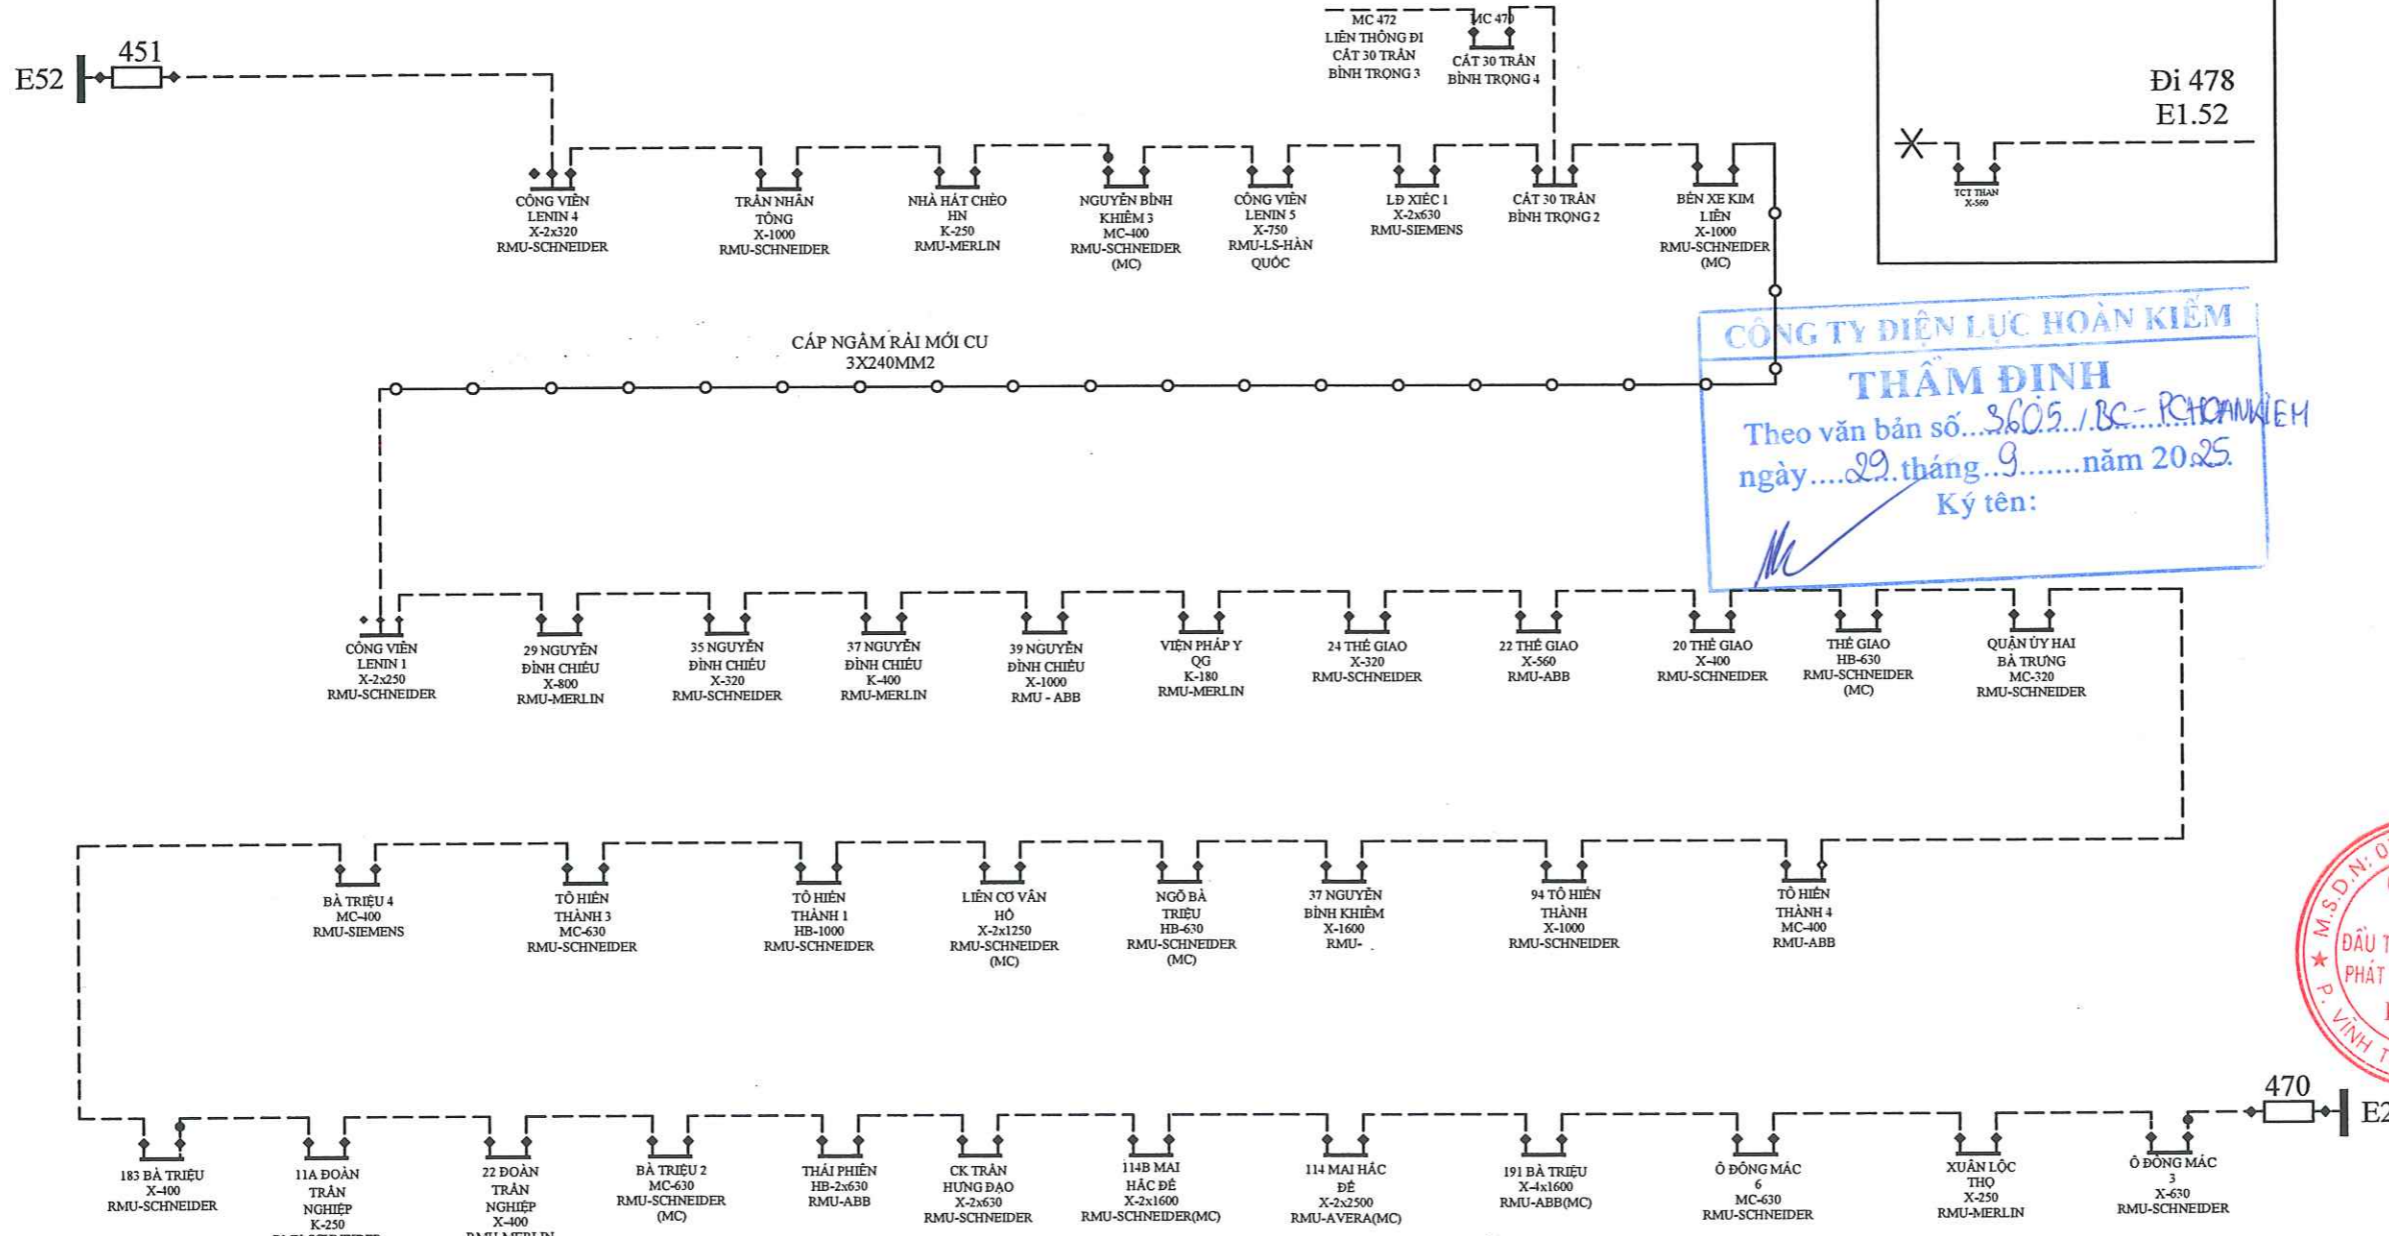 MC 472
LIÊN THÔNG ĐI
CẮT 30 TRẦN
BÌNH TRỌNG 3
MC 470
CẮT 30 TRẦN
BÌNH TRỌNG 4
E52
451
Đi 478
E1.52
TCT THAN
X-560
CÔNG VIÊN
LENIN 4
X-2x320
RMU-SCHNEIDER
TRẦN NHÂN
TÔNG
X-1000
RMU-SCHNEIDER
NHÀ HÁT CHÈO
HN
K-250
RMU-MERLIN
NGUYỄN BỈNH
KHIÊM 3
MC-400
RMU-SCHNEIDER
(MC)
CÔNG VIÊN
LENIN 5
X-750
RMU-LS-HÀN
QUỐC
LĐ XIẾC 1
X-2x630
RMU-SIEMENS
CẮT 30 TRẦN
BÌNH TRỌNG 2
BẾN XE KIM
LIÊN
X-1000
RMU-SCHNEIDER
(MC)
CÁP NGẦM RẢI MỚI CU
3X240MM2
CÔNG TY ĐIỆN LỰC HOÀN KIẾM
THẨM ĐỊNH
Theo văn bản số...3605../.BC-PCHOANKIEM
ngày....29.tháng..9.......năm 2025.
Ký tên:
CÔNG VIÊN
LENIN 1
X-2x250
RMU-SCHNEIDER
29 NGUYỄN
ĐÌNH CHIỂU
X-800
RMU-MERLIN
35 NGUYỄN
ĐÌNH CHIỂU
X-320
RMU-SCHNEIDER
37 NGUYỄN
ĐÌNH CHIỂU
K-400
RMU-MERLIN
39 NGUYỄN
ĐÌNH CHIỂU
X-1000
RMU - ABB
VIỆN PHÁP Y
QG
K-180
RMU-MERLIN
24 THỂ GIAO
X-320
RMU-SCHNEIDER
22 THỂ GIAO
X-560
RMU-ABB
20 THỂ GIAO
X-400
RMU-SCHNEIDER
THỂ GIAO
HB-630
RMU-SCHNEIDER
(MC)
QUẬN ỦY HAI
BÀ TRƯNG
MC-320
RMU-SCHNEIDER
BÀ TRIỆU 4
MC-400
RMU-SIEMENS
TÔ HIẾN
THÀNH 3
MC-630
RMU-SCHNEIDER
TÔ HIẾN
THÀNH 1
HB-1000
RMU-SCHNEIDER
LIÊN CƠ VÂN
HỒ
X-2x1250
RMU-SCHNEIDER
(MC)
NGÕ BÀ
TRIỆU
HB-630
RMU-SCHNEIDER
(MC)
37 NGUYỄN
BỈNH KHIÊM
X-1600
RMU-
94 TÔ HIẾN
THÀNH
X-1000
RMU-SCHNEIDER
TÔ HIẾN
THÀNH 4
MC-400
RMU-ABB
M.S.D.N: 0
ĐẦU T
PHÁT
P. VĨNH T
183 BÀ TRIỆU
X-400
RMU-SCHNEIDER
11A ĐOÀN
TRẦN
NGHIỆP
K-250
22 ĐOÀN
TRẦN
NGHIỆP
X-400
RMU-MERLIN
BÀ TRIỆU 2
MC-630
RMU-SCHNEIDER
(MC)
THÁI PHIÊN
HB-2x630
RMU-ABB
CK TRẦN
HƯNG ĐẠO
X-2x630
RMU-SCHNEIDER
114B MAI
HẮC ĐẾ
X-2x1600
RMU-SCHNEIDER(MC)
114 MAI HẮC
ĐẾ
X-2x2500
RMU-AVERA(MC)
191 BÀ TRIỆU
X-4x1600
RMU-ABB(MC)
Ô ĐỒNG MÁC
6
MC-630
RMU-SCHNEIDER
XUÂN LỘC
THỌ
X-250
RMU-MERLIN
Ô ĐỒNG MÁC
3
X-630
RMU-SCHNEIDER
470
E2